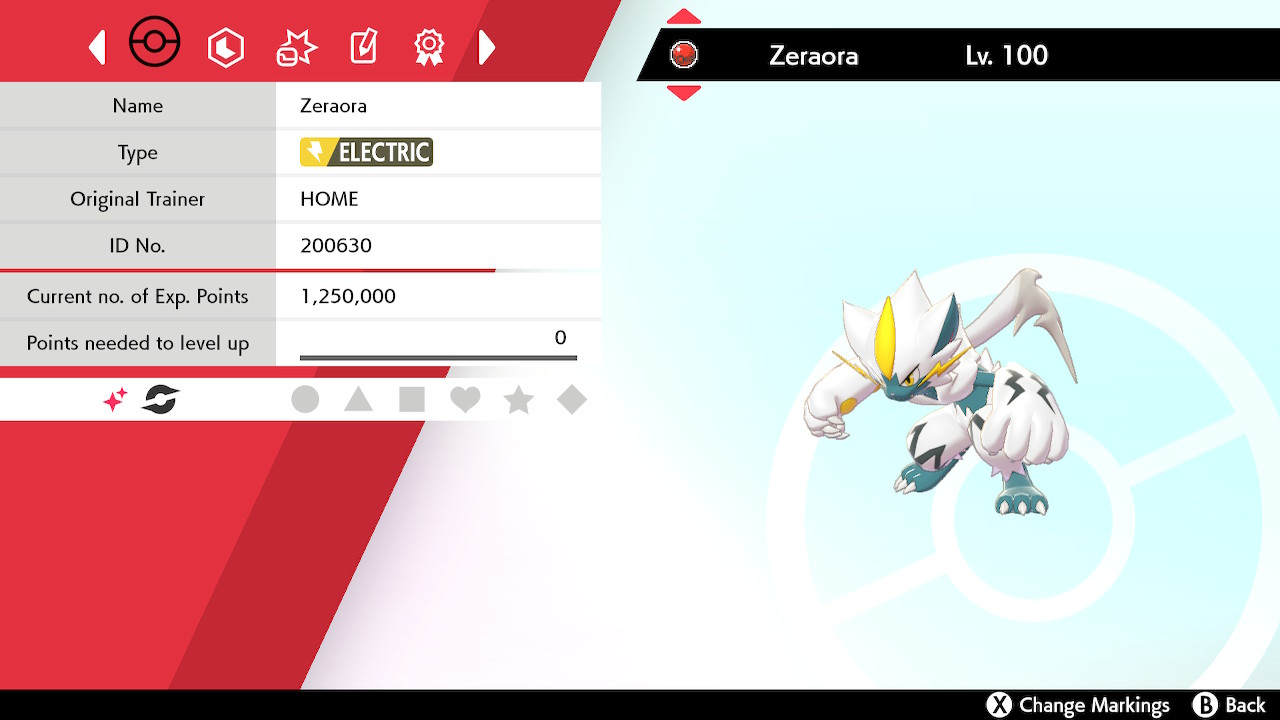 Zeraora Lv. 100
Name Zeraora
Type ELECTRIC
Original Trainer HOME
ID No. 200630
Current no. of Exp. Points 1,250,000
Points needed to level up 0
X Change Markings B Back